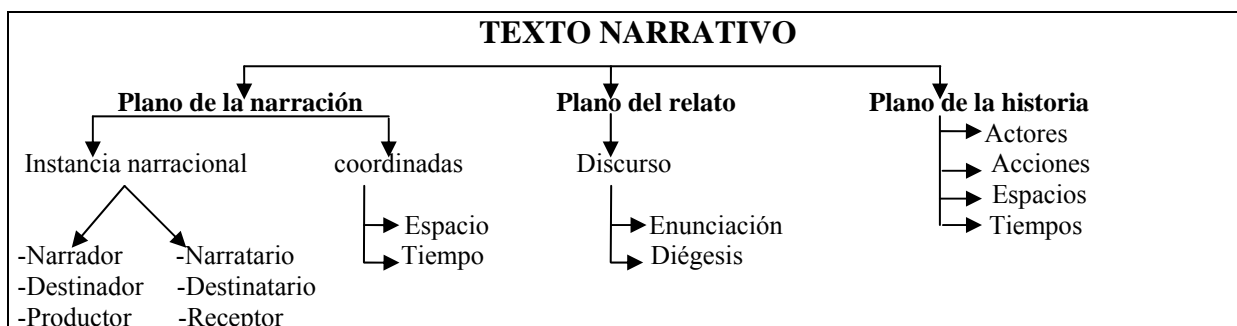 TEXTO NARRATIVO
Plano de la narración Plano del relato Plano de la historia
Actores
Instancia narracional coordinadas Discurso Acciones
Espacios
Espacio Enunciación Tiempos
-Narrador -Narratario Tiempo Diégesis
-Destinador -Destinatario
-Productor -Receptor